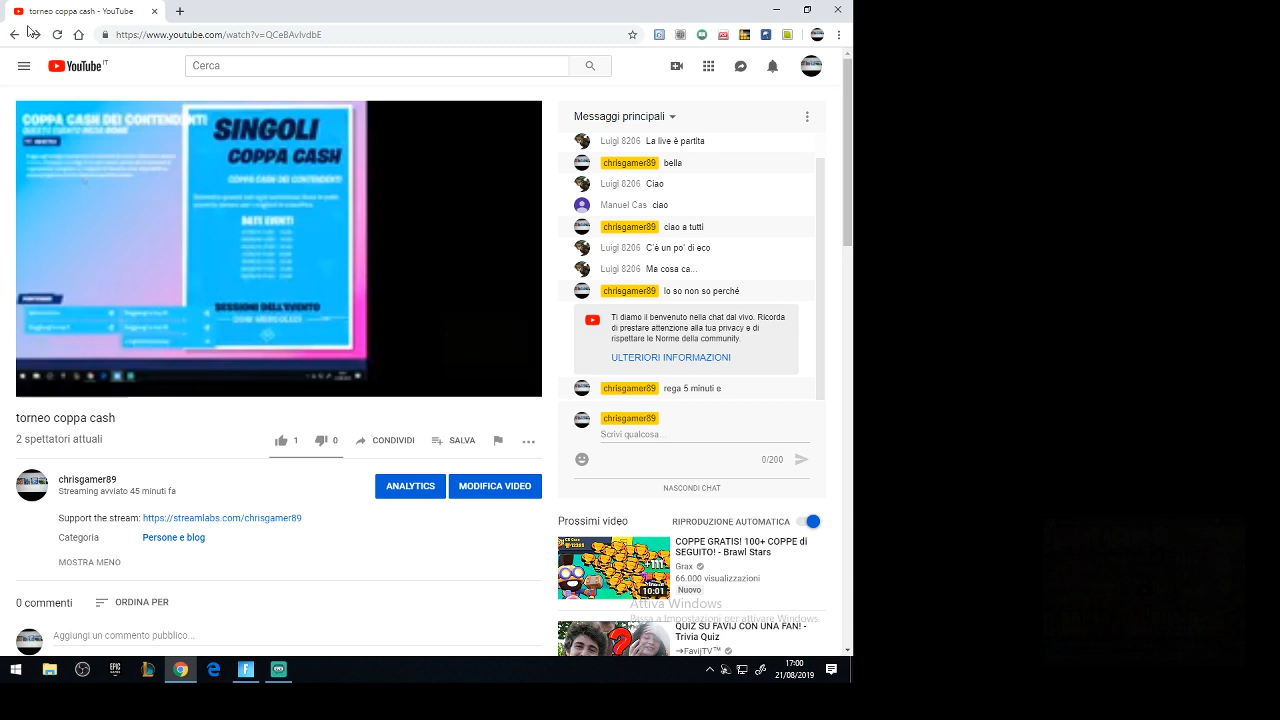 torneo coppa cash - YouTube
https://www.youtube.com/watch?v=QCeBAvIvdbE
YouTube IT
Cerca
COPPA CASH DEI CONTENDENTI
SINGOLI
COPPA CASH
COPPA CASH DEI CONTENDENTI
DATE EVENTI
SESSIONI DELL'EVENTO
torneo coppa cash
2 spettatori attuali
1
0
CONDIVIDI
SALVA
chrisgamer89
Streaming avviato 45 minuti fa
ANALYTICS
MODIFICA VIDEO
Support the stream: https://streamlabs.com/chrisgamer89
Categoria
Persone e blog
MOSTRA MENO
0 commenti
ORDINA PER
Aggiungi un commento pubblico...
Messaggi principali
Luigi 8206 La live è partita
chrisgamer89 bella
Luigi 8206 Ciao
Manuel Cas ciao
chrisgamer89 ciao a tutti
Luigi 8206 C'è un po' di eco
Luigi 8206 Ma cosa ca...
chrisgamer89 lo so non so perché
Ti diamo il benvenuto nella chat dal vivo. Ricorda
di prestare attenzione alla tua privacy e di
rispettare le Norme della community.
ULTERIORI INFORMAZIONI
chrisgamer89 rega 5 minuti e
chrisgamer89
Scrivi qualcosa...
0/200
NASCONDI CHAT
Prossimi video
RIPRODUZIONE AUTOMATICA
COPPE GRATIS! 100+ COPPE di
SEGUITO! - Brawl Stars
Grax
66.000 visualizzazioni
Nuovo
+111
10:01
Attiva Windows
Passa a Impostazioni per attivare Windows.
QUIZ SU FAVIJ CON UNA FAN! -
Trivia Quiz
→FavijTV™
EPIC
17:00
21/08/2019